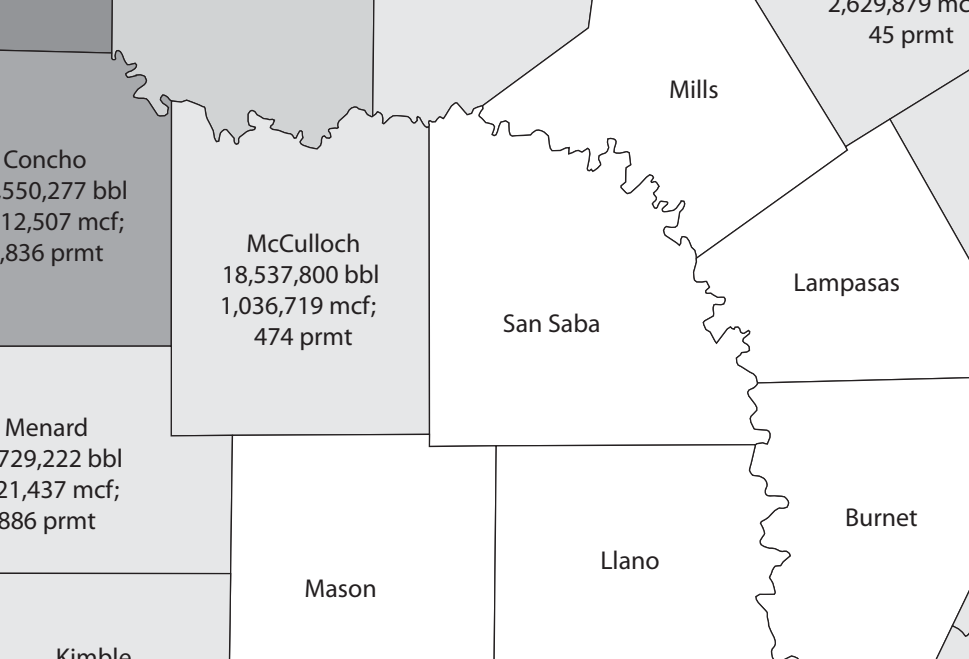 2,629,879 mc
45 prmt
Mills
Concho
,550,277 bbl
12,507 mcf;
,836 prmt
McCulloch
18,537,800 bbl
1,036,719 mcf;
474 prmt
Lampasas
San Saba
Menard
729,222 bbl
21,437 mcf;
886 prmt
Burnet
Llano
Mason
Kimble